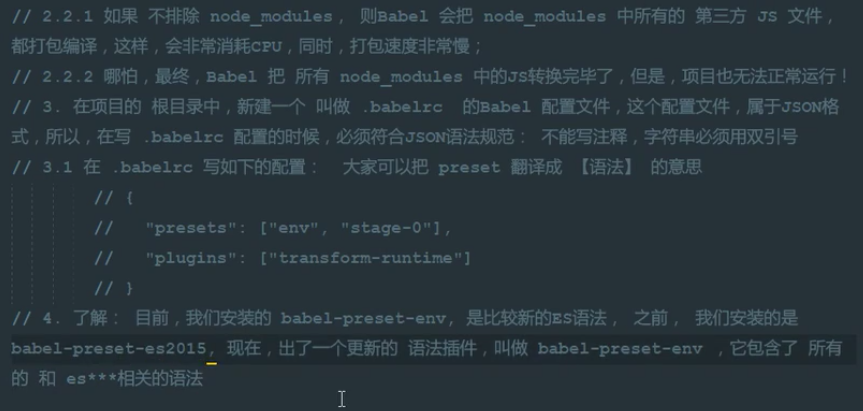 // 2.2.1 如果 不排除 node_modules， 则Babel 会把 node_modules 中所有的 第三方 JS 文件，
都打包编译，这样，会非常消耗CPU，同时，打包速度非常慢；
// 2.2.2 哪怕，最终，Babel 把 所有 node_modules 中的JS转换完毕了，但是，项目也无法正常运行！
// 3. 在项目的 根目录中，新建一个 叫做 .babelrc  的Babel 配置文件，这个配置文件，属于JSON格
式，所以，在写 .babelrc 配置的时候，必须符合JSON语法规范： 不能写注释，字符串必须用双引号
// 3.1 在 .babelrc 写如下的配置：  大家可以把 preset 翻译成 【语法】 的意思
// {
//   "presets": ["env", "stage-0"],
//   "plugins": ["transform-runtime"]
// }
// 4. 了解： 目前，我们安装的 babel-preset-env, 是比较新的ES语法， 之前， 我们安装的是
babel-preset-es2015, 现在，出了一个更新的 语法插件，叫做 babel-preset-env ，它包含了 所有
的 和 es***相关的语法